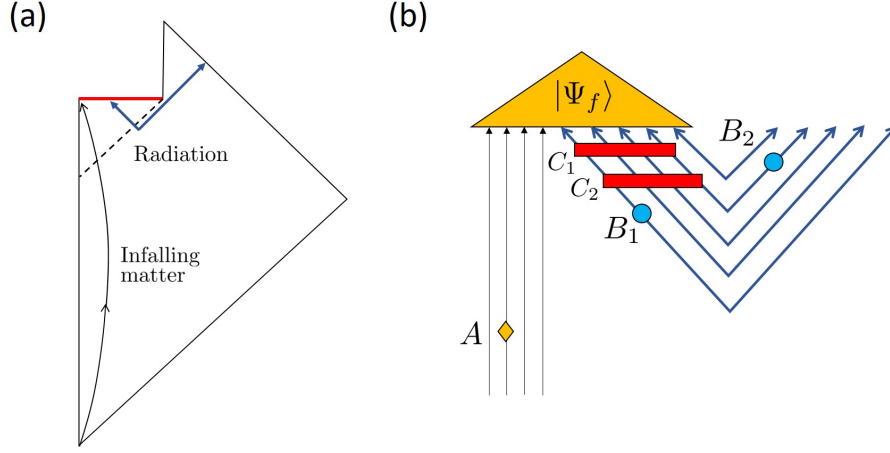 (a)
Radiation
Infalling
matter
(b)
|Ψ_f⟩
C_1
C_2
B_2
B_1
A